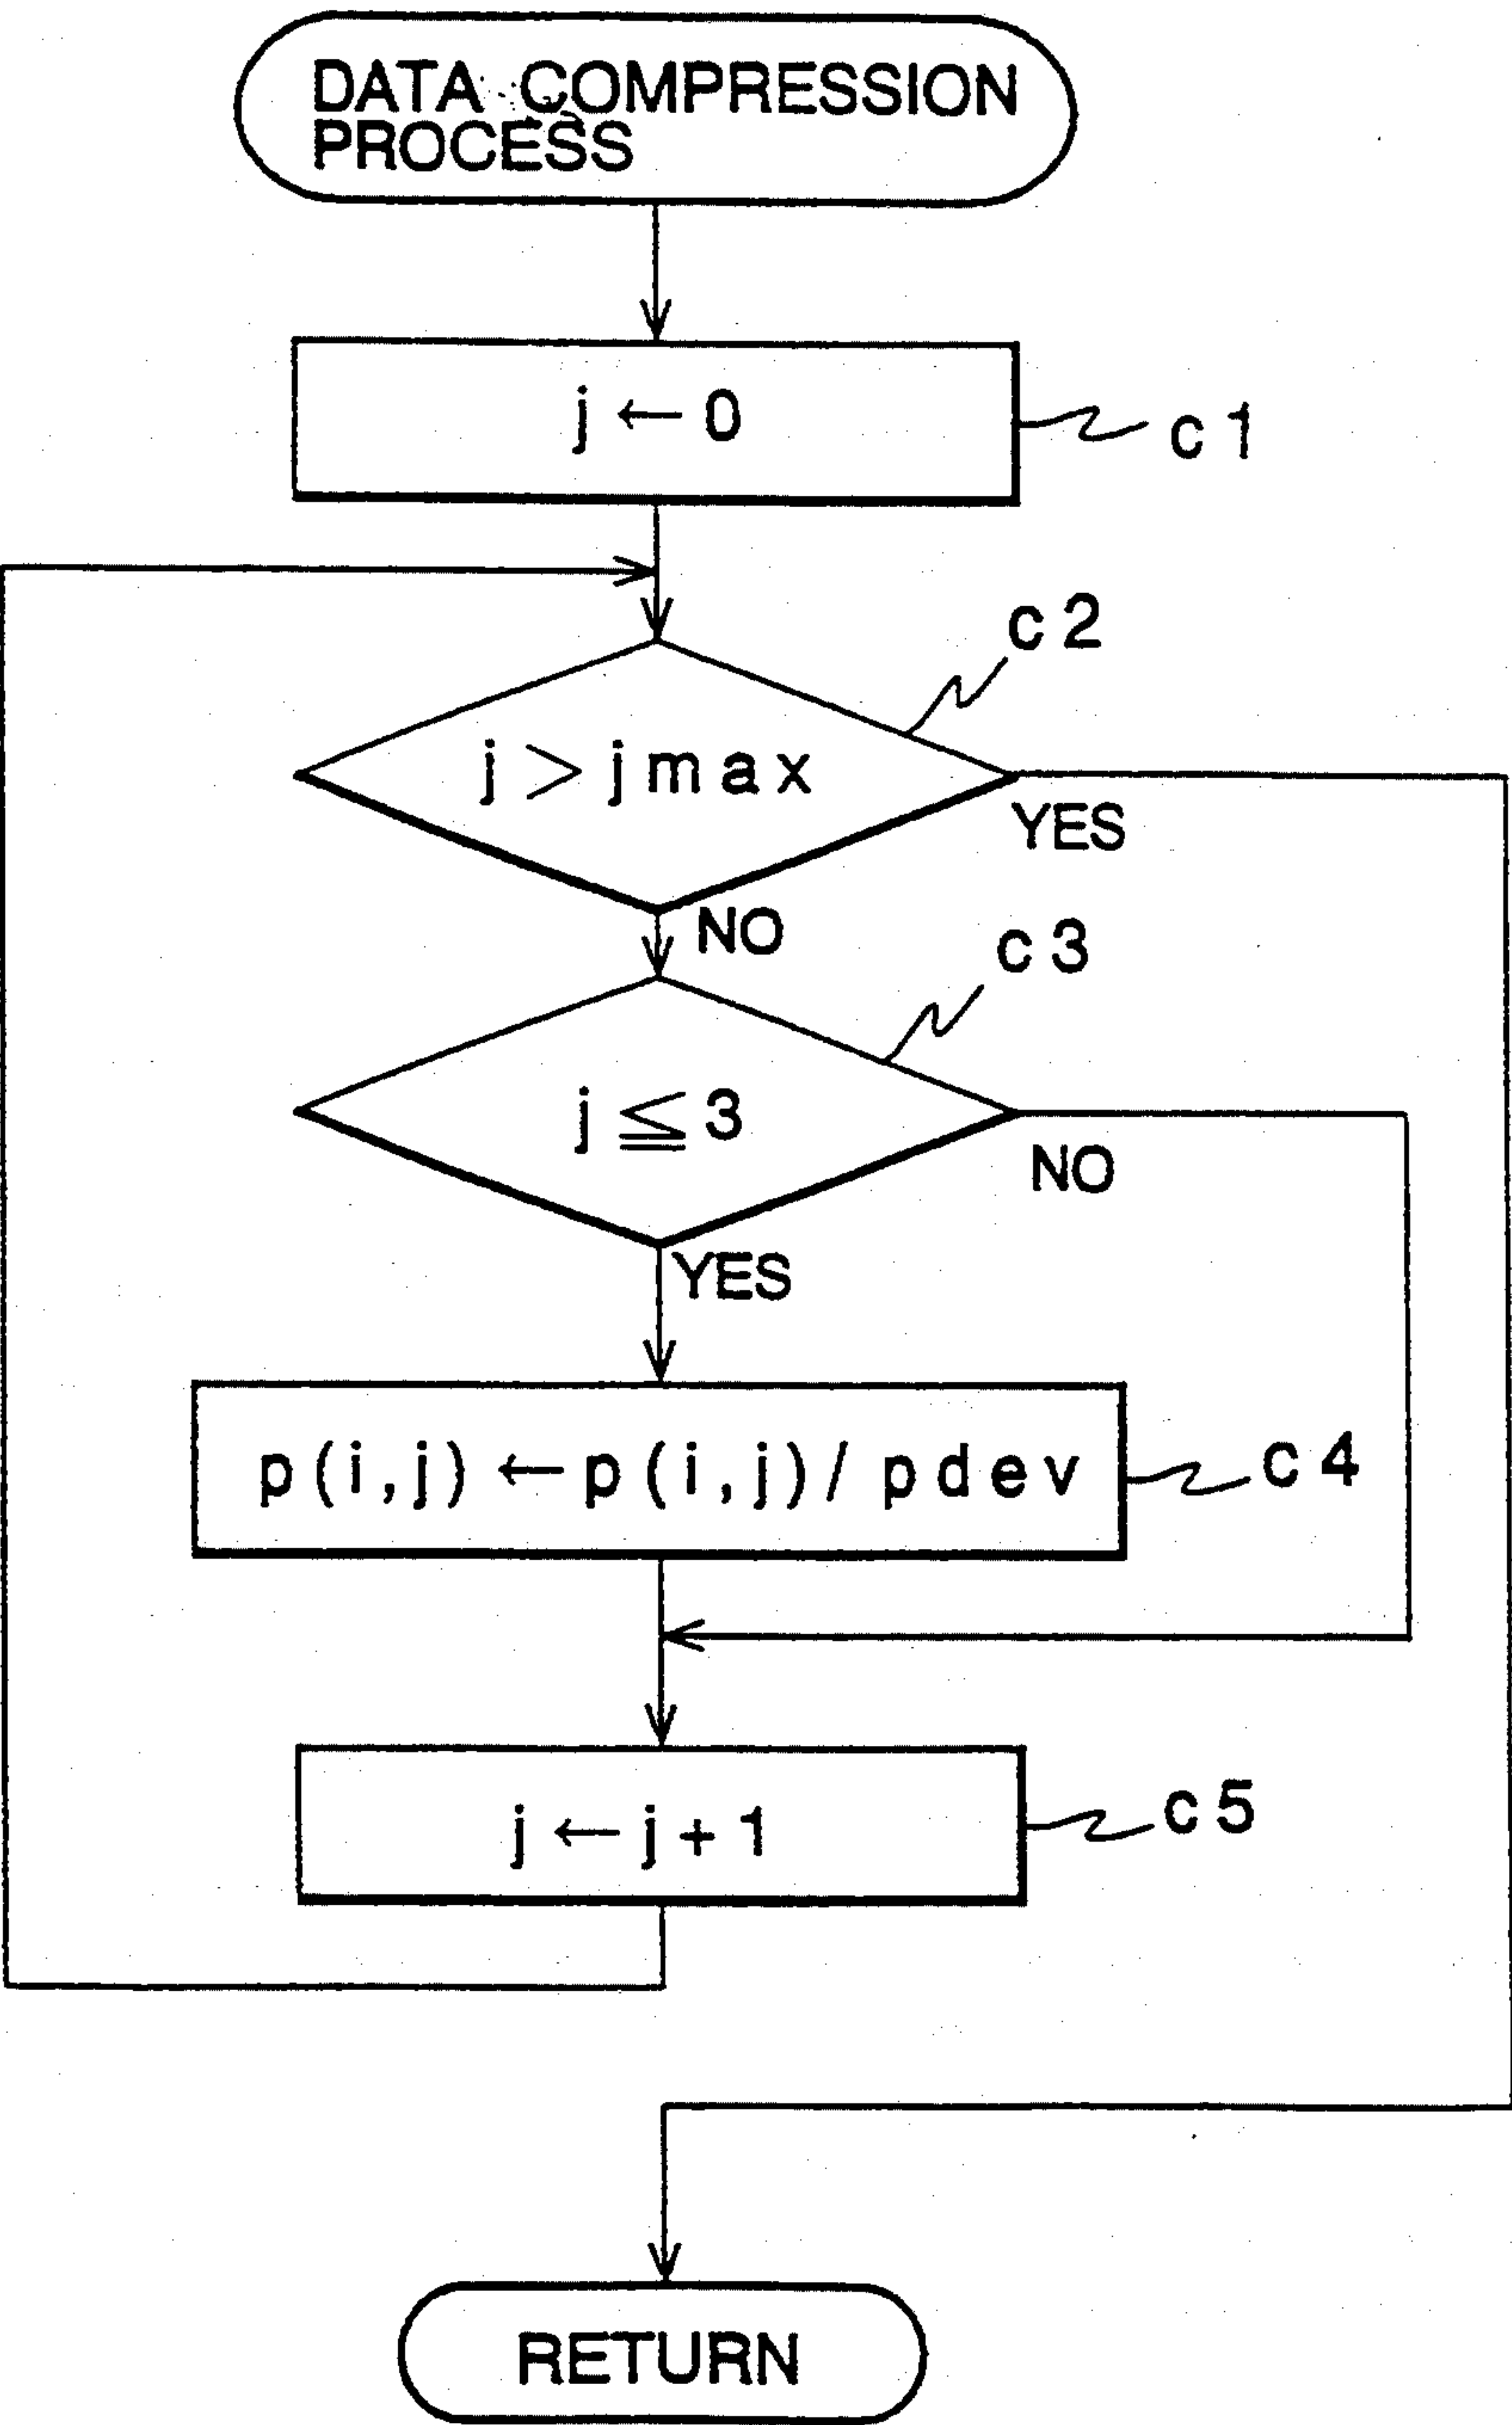 DATA COMPRESSION
PROCESS
j ← 0
c1
c2
j > jmax
YES
NO
c3
j ≦ 3
NO
YES
p(i,j) ← p(i,j) / pdev
c4
j ← j + 1
c5
RETURN